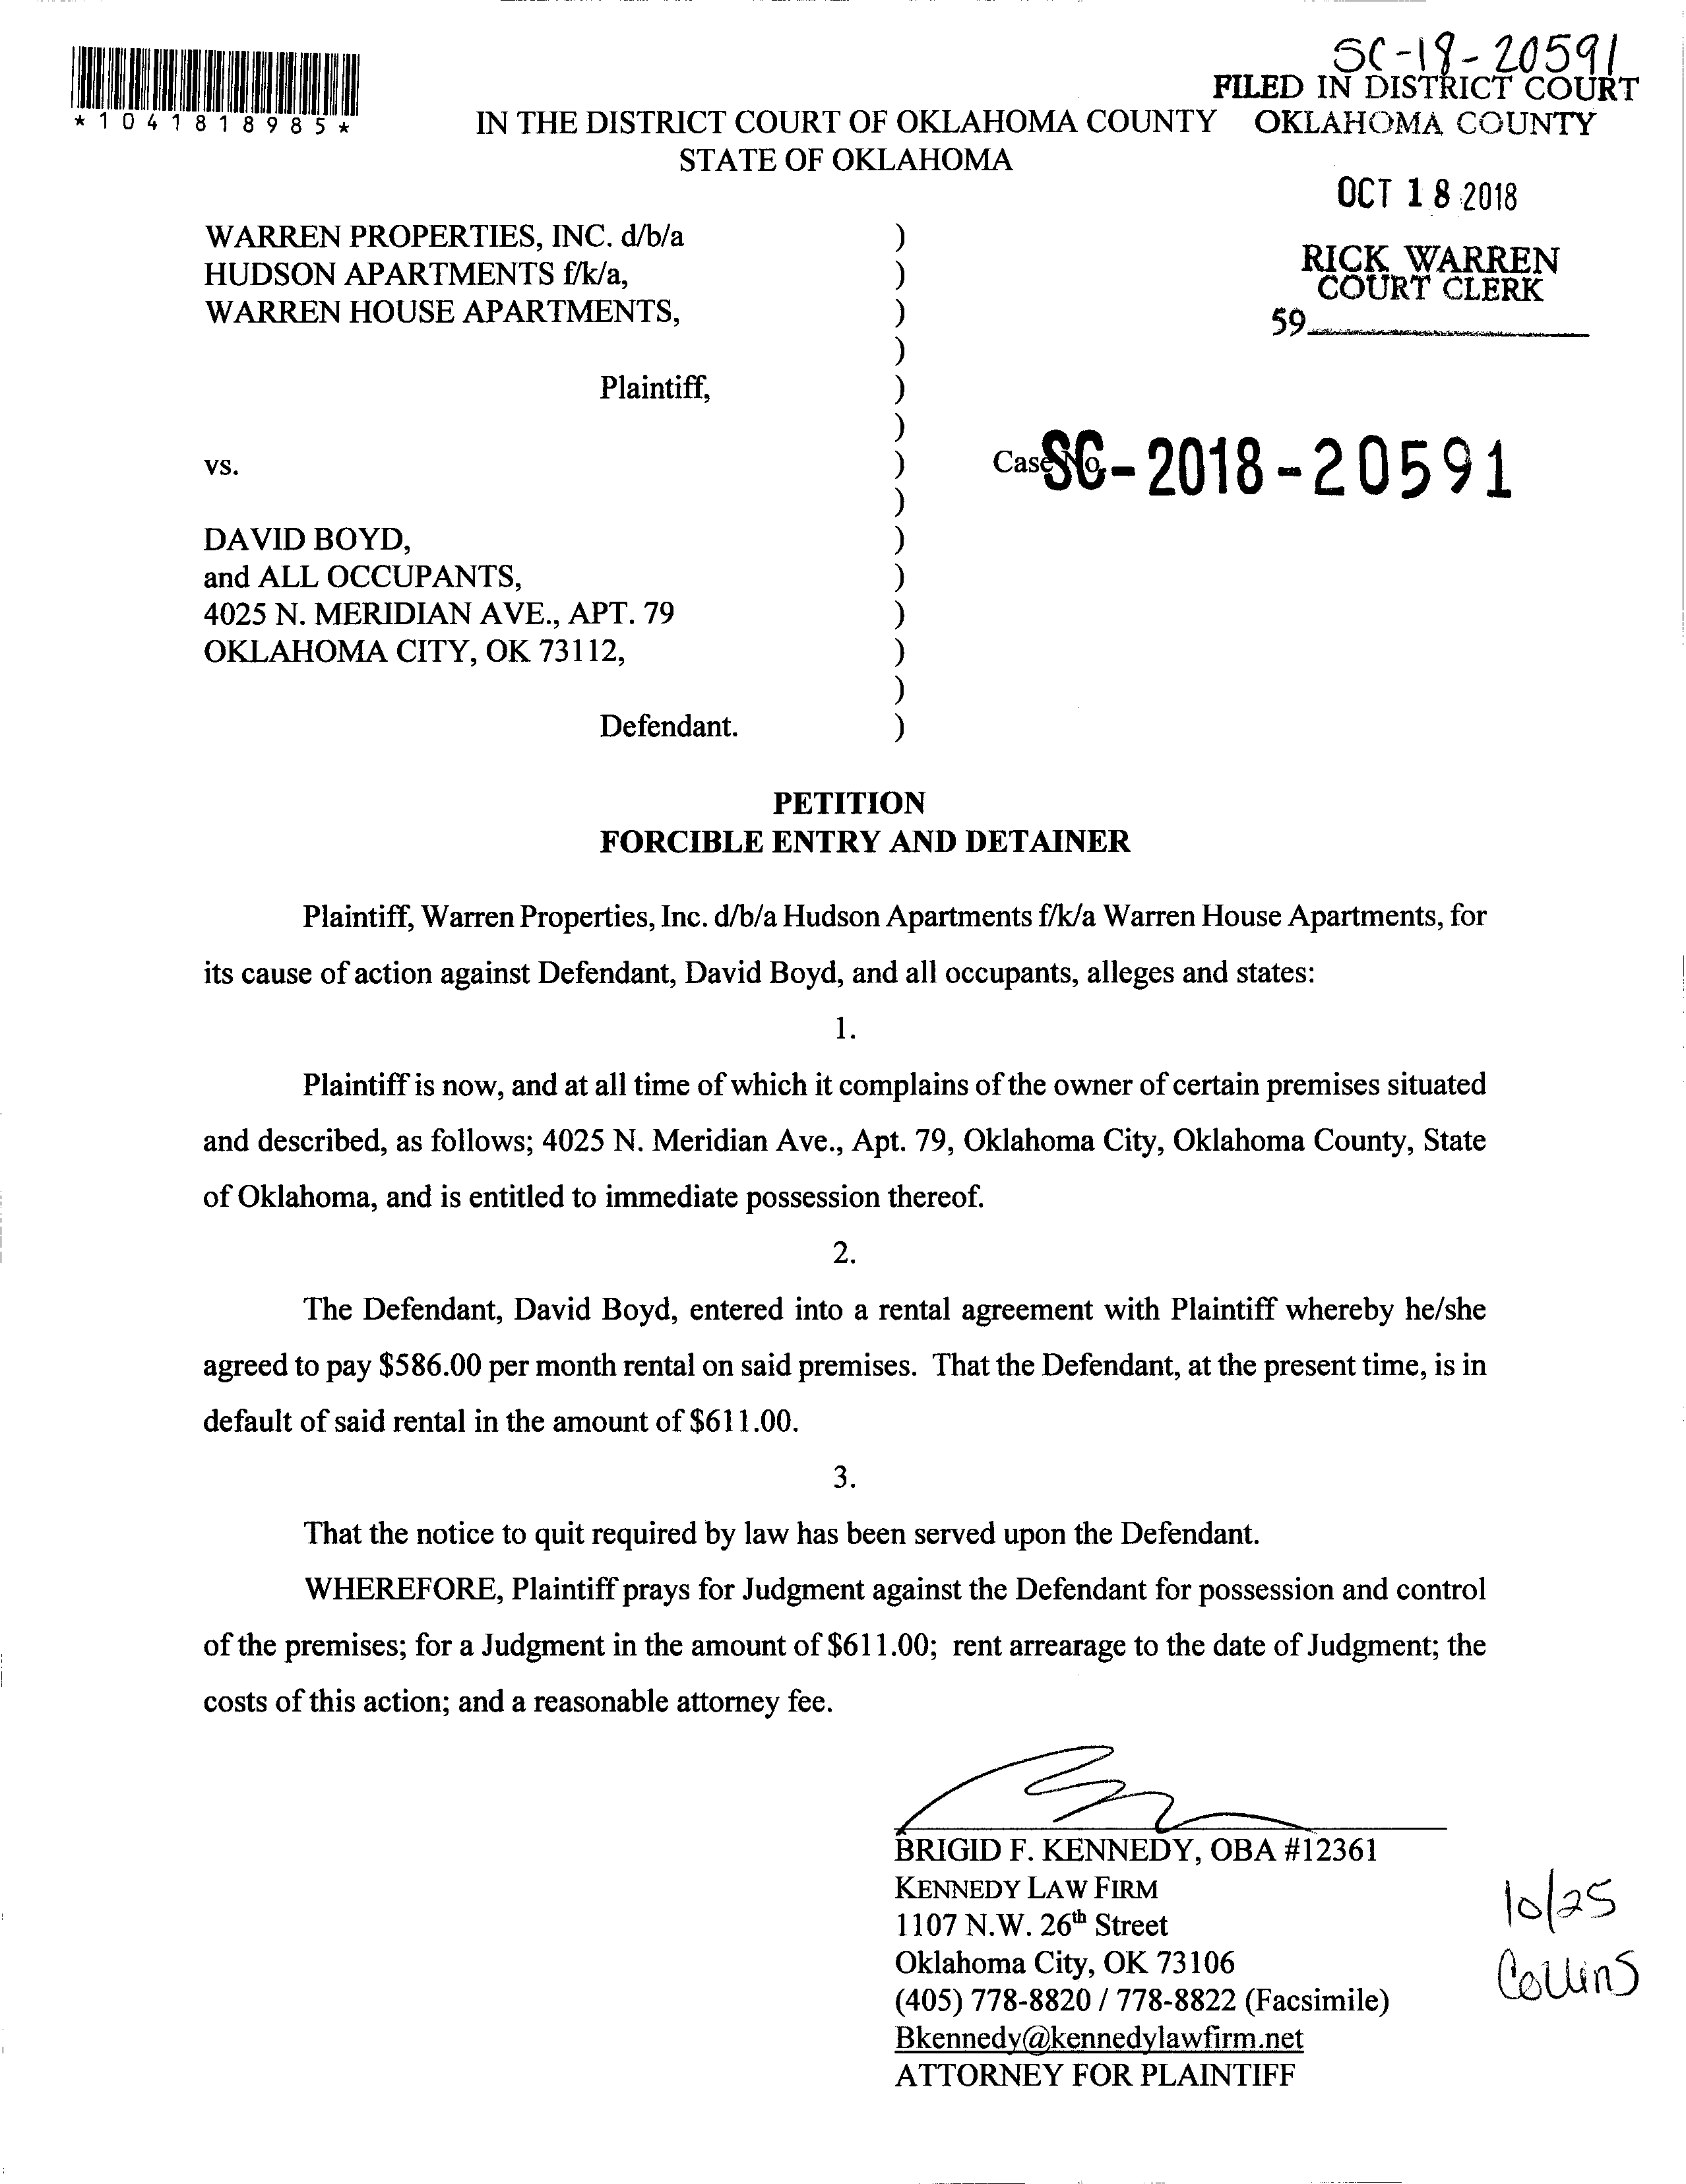 SC-18-20591
FILED IN DISTRICT COURT
OKLAHOMA COUNTY
*1041818985*
IN THE DISTRICT COURT OF OKLAHOMA COUNTY
STATE OF OKLAHOMA
OCT 18 2018
RICK WARREN
COURT CLERK
59
WARREN PROPERTIES, INC. d/b/a )
HUDSON APARTMENTS f/k/a, )
WARREN HOUSE APARTMENTS, )
)
Plaintiff, )
)
vs. ) Case No. SC-2018-20591
)
DAVID BOYD, )
and ALL OCCUPANTS, )
4025 N. MERIDIAN AVE., APT. 79 )
OKLAHOMA CITY, OK 73112, )
)
Defendant. )
PETITION
FORCIBLE ENTRY AND DETAINER
Plaintiff, Warren Properties, Inc. d/b/a Hudson Apartments f/k/a Warren House Apartments, for
its cause of action against Defendant, David Boyd, and all occupants, alleges and states:
1.
Plaintiff is now, and at all time of which it complains of the owner of certain premises situated
and described, as follows; 4025 N. Meridian Ave., Apt. 79, Oklahoma City, Oklahoma County, State
of Oklahoma, and is entitled to immediate possession thereof.
2.
The Defendant, David Boyd, entered into a rental agreement with Plaintiff whereby he/she
agreed to pay $586.00 per month rental on said premises. That the Defendant, at the present time, is in
default of said rental in the amount of $611.00.
3.
That the notice to quit required by law has been served upon the Defendant.
WHEREFORE, Plaintiff prays for Judgment against the Defendant for possession and control
of the premises; for a Judgment in the amount of $611.00; rent arrearage to the date of Judgment; the
costs of this action; and a reasonable attorney fee.
BRIGID F. KENNEDY, OBA #12361
KENNEDY LAW FIRM
1107 N.W. 26th Street
Oklahoma City, OK 73106
(405) 778-8820 / 778-8822 (Facsimile)
Bkennedy@kennedylawfirm.net
ATTORNEY FOR PLAINTIFF
10/25
Collins